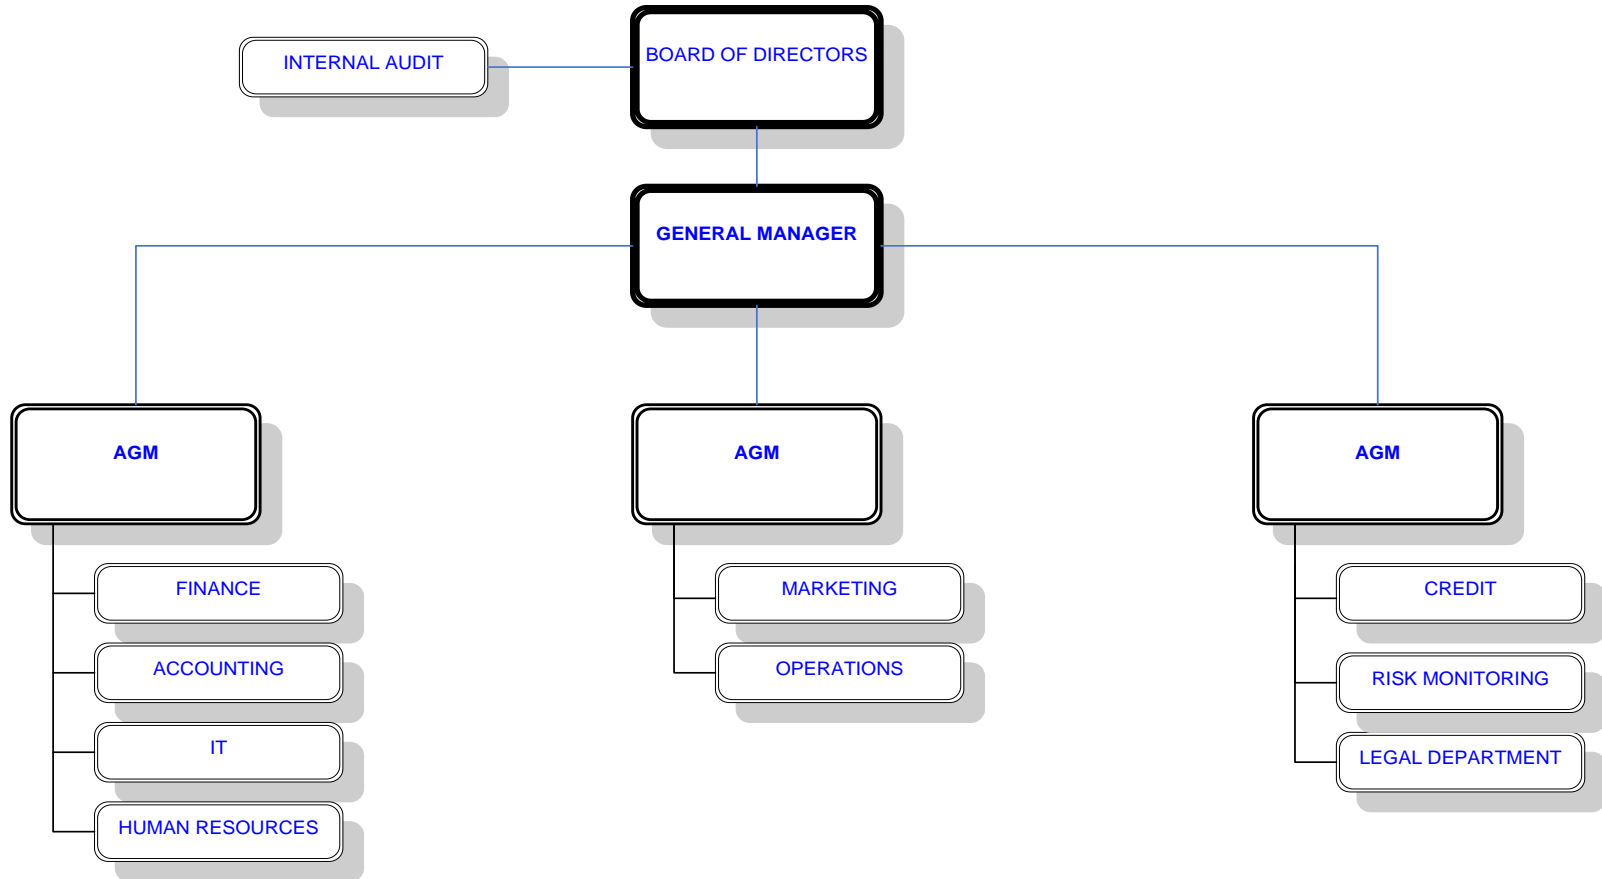 INTERNAL AUDIT
BOARD OF DIRECTORS
GENERAL MANAGER
AGM
AGM
AGM
FINANCE
ACCOUNTING
IT
HUMAN RESOURCES
MARKETING
OPERATIONS
CREDIT
RISK MONITORING
LEGAL DEPARTMENT